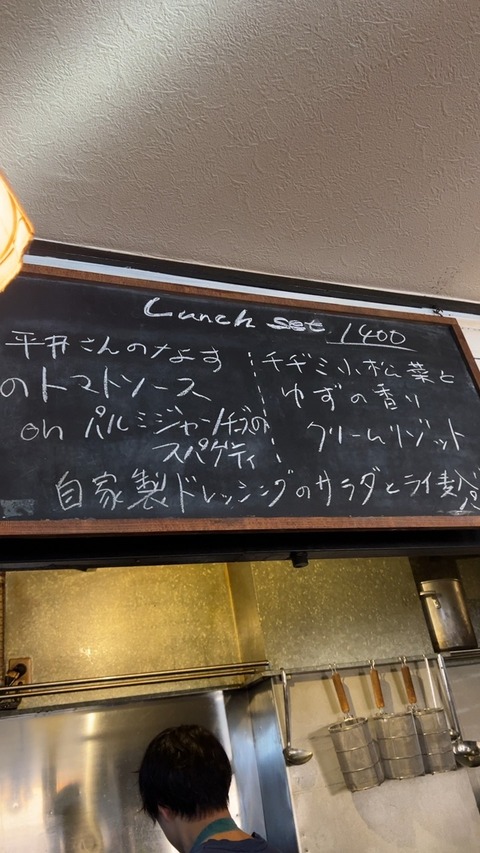 Lunch set 1400
平井さんのなす
のトマトソース
on パルミジャーノチーズの
スパゲティ
チヂミ小松菜と
ゆずの香り
クリームリゾット
自家製ドレッシングのサラダとライ麦パン